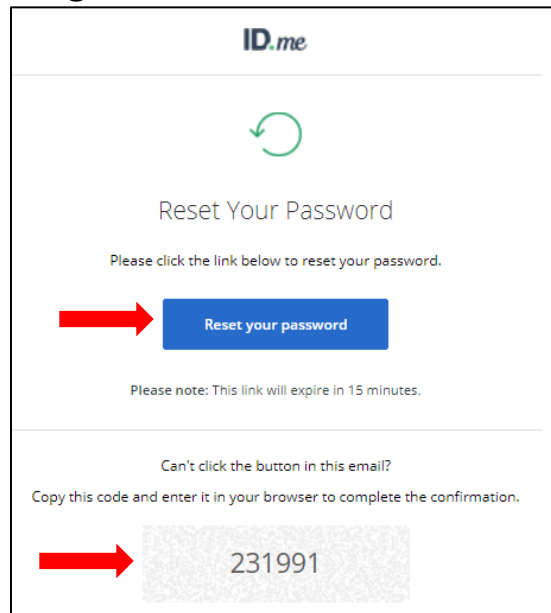 ID.me
Reset Your Password
Please click the link below to reset your password.
Reset your password
Please note: This link will expire in 15 minutes.
Can't click the button in this email?
Copy this code and enter it in your browser to complete the confirmation.
231991